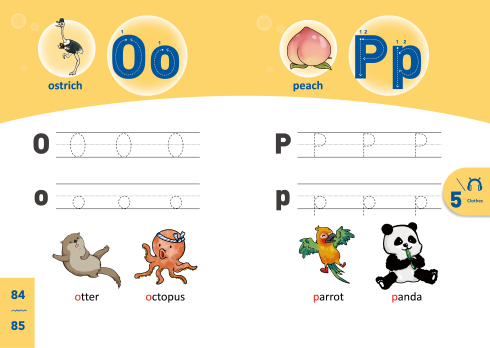 Oo
ostrich
Pp
peach
O
o
otter
octopus
P
p
parrot
panda
5
Clothes
84
85